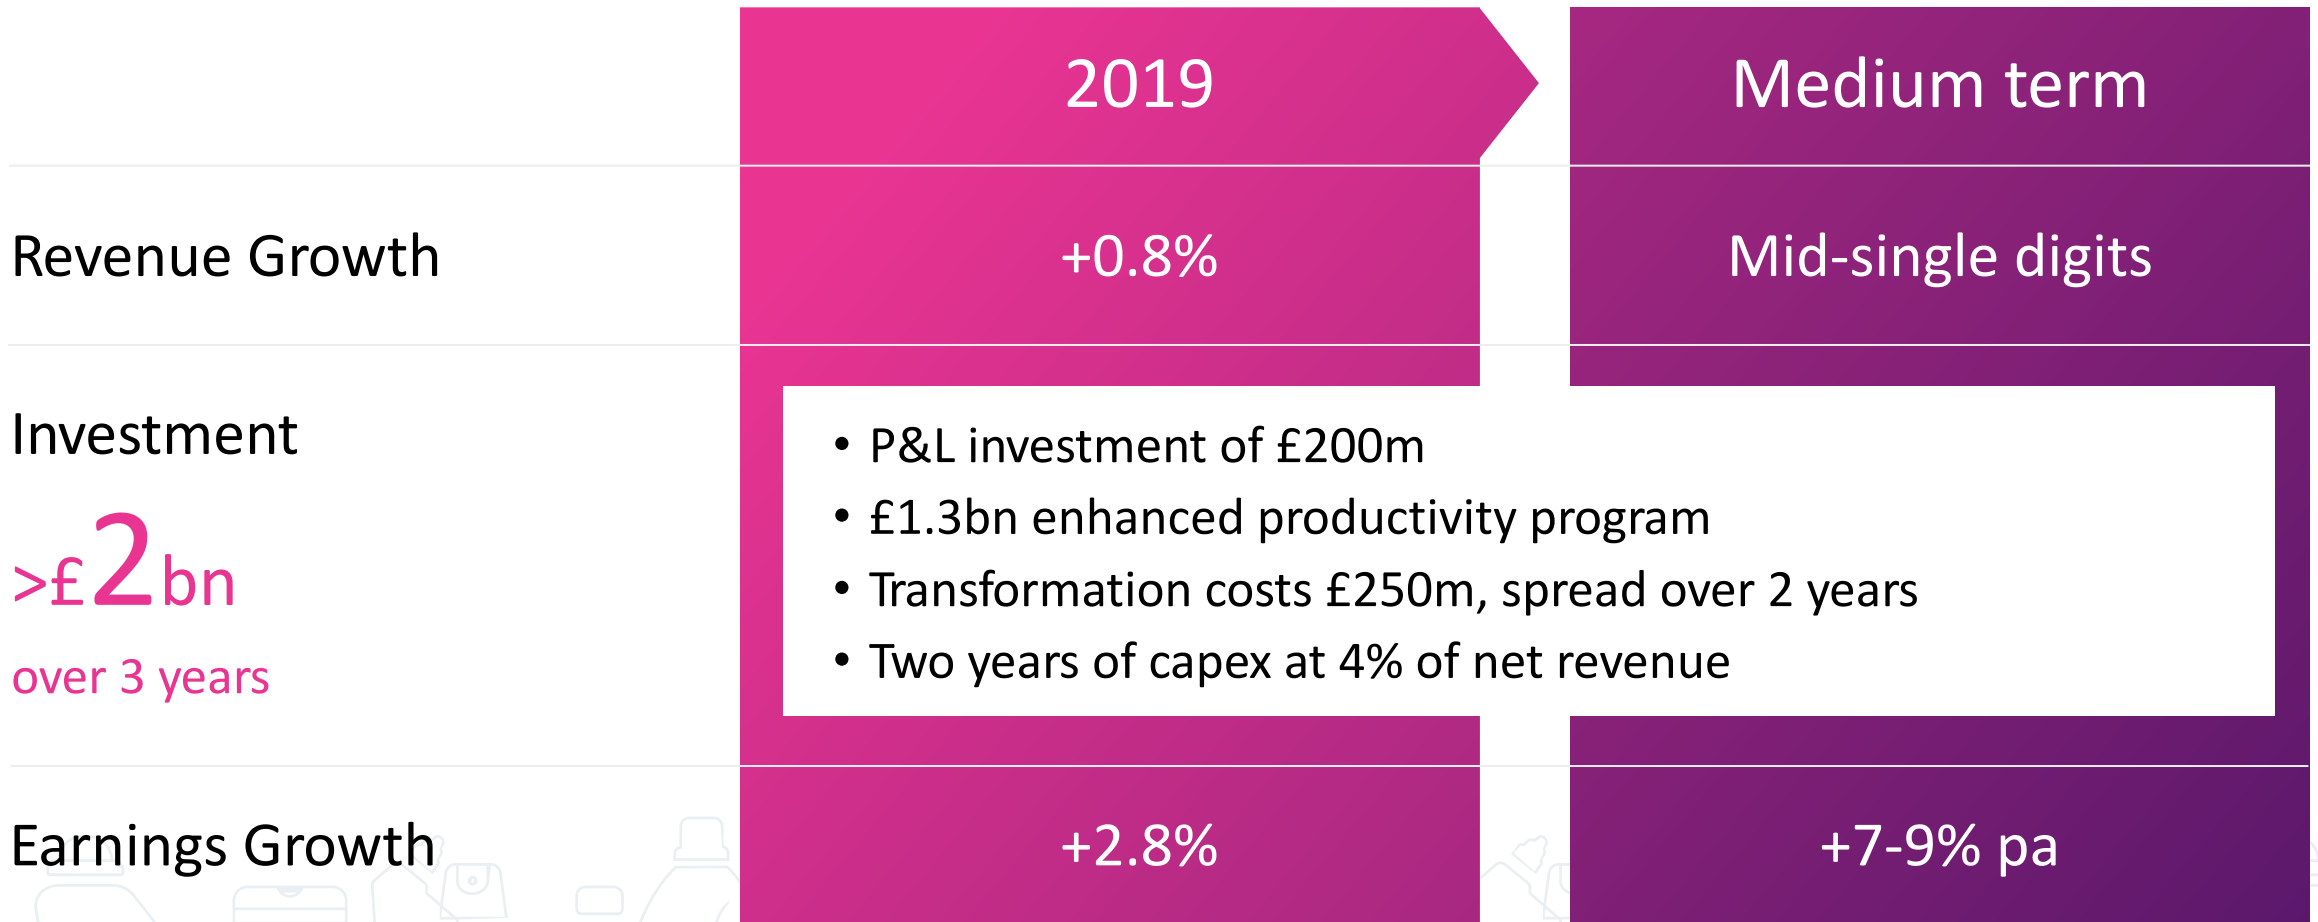 2019
Medium term
Revenue Growth
+0.8%
Mid-single digits
Investment
>£2bn
over 3 years
• P&L investment of £200m
• £1.3bn enhanced productivity program
• Transformation costs £250m, spread over 2 years
• Two years of capex at 4% of net revenue
Earnings Growth
+2.8%
+7-9% pa